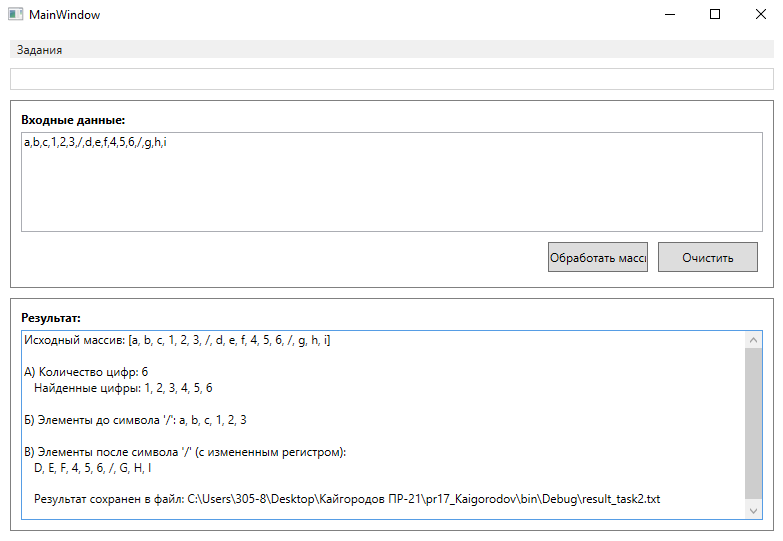 MainWindow
Задания
Входные данные:
a,b,c,1,2,3,/,d,e,f,4,5,6,/,g,h,i
Обработать масси
Очистить
Результат:
Исходный массив: [a, b, c, 1, 2, 3, /, d, e, f, 4, 5, 6, /, g, h, i]
А) Количество цифр: 6
Найденные цифры: 1, 2, 3, 4, 5, 6
Б) Элементы до символа '/': a, b, c, 1, 2, 3
В) Элементы после символа '/' (с измененным регистром):
D, E, F, 4, 5, 6, /, G, H, I
Результат сохранен в файл: C:\Users\305-8\Desktop\Кайгородов ПР-21\pr17_Kaigorodov\bin\Debug\result_task2.txt